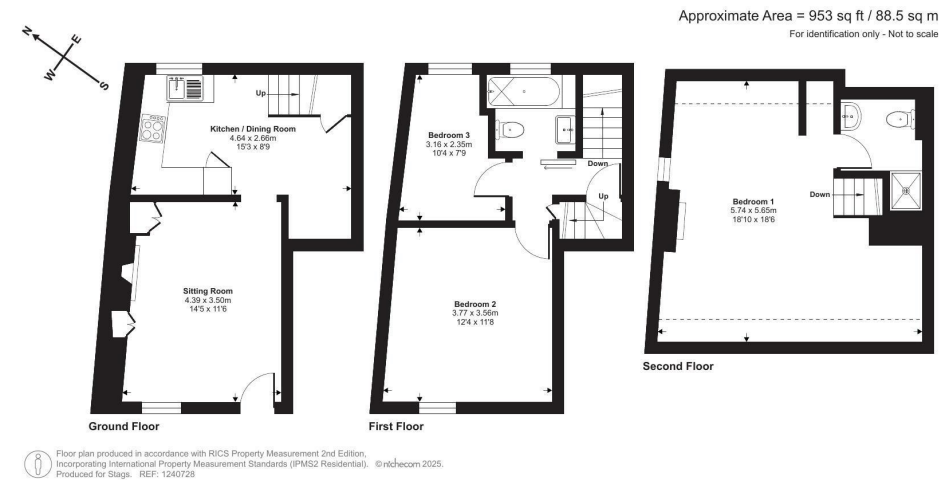 Approximate Area = 953 sq ft / 88.5 sq m
For identification only - Not to scale
N
E
W
S
Up
Kitchen / Dining Room
4.64 x 2.66m
15'3 x 8'9
Sitting Room
4.39 x 3.50m
14'5 x 11'6
Ground Floor
Bedroom 3
3.16 x 2.35m
10'4 x 7'9
Down
Up
Bedroom 2
3.77 x 3.56m
12'4 x 11'8
First Floor
Bedroom 1
5.74 x 5.65m
18'10 x 18'6
Down
Second Floor
Floor plan produced in accordance with RICS Property Measurement 2nd Edition,
Incorporating International Property Measurement Standards (IPMS2 Residential). © ntchecom 2025.
Produced for Stags. REF: 1240728